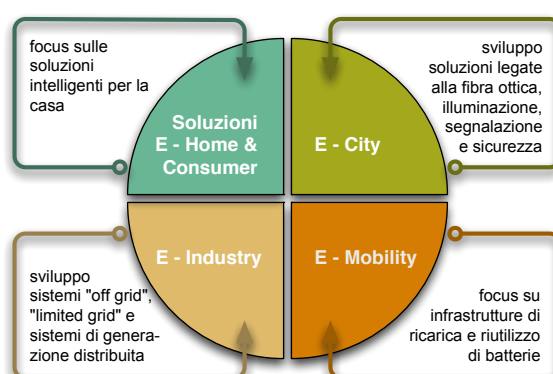 focus sulle
soluzioni
intelligenti per la
casa
Soluzioni
E - Home &
Consumer
E - City
sviluppo
soluzioni legate
alla fibra ottica,
illuminazione,
segnalazione
e sicurezza
E - Industry
sviluppo
sistemi "off grid",
"limited grid" e
sistemi di genera-
zione distribuita
E - Mobility
focus su
infrastrutture di
ricarica e riutilizzo
di batterie